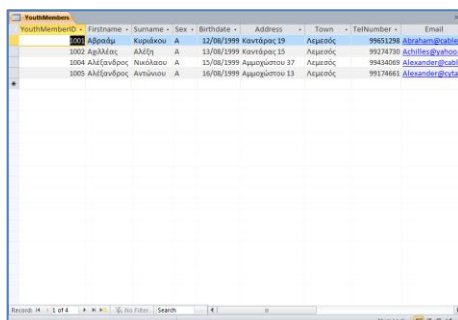 YouthMembers
YouthMemberID Firstname Surname Sex Birthdate Address Town TelNumber Email
1001 Αβραάμ Κυριάκου Α 12/08/1999 Καντάρας 19 Λεμεσός 99651298 Abraham@cable
1002 Αχιλλέας Αλέξη Α 13/08/1999 Καντάρας 15 Λεμεσός 99274730 Achilles@yahoo.
1004 Αλέξανδρος Νικόλαου Α 15/08/1999 Αμμοχώστου 37 Λεμεσός 99434069 Alexander@cabl
1005 Αλέξανδρος Αντώνιου Α 16/08/1999 Αμμοχώστου 13 Λεμεσός 99174661 Alexander@cyta
Record: 1 of 4 No Filter Search